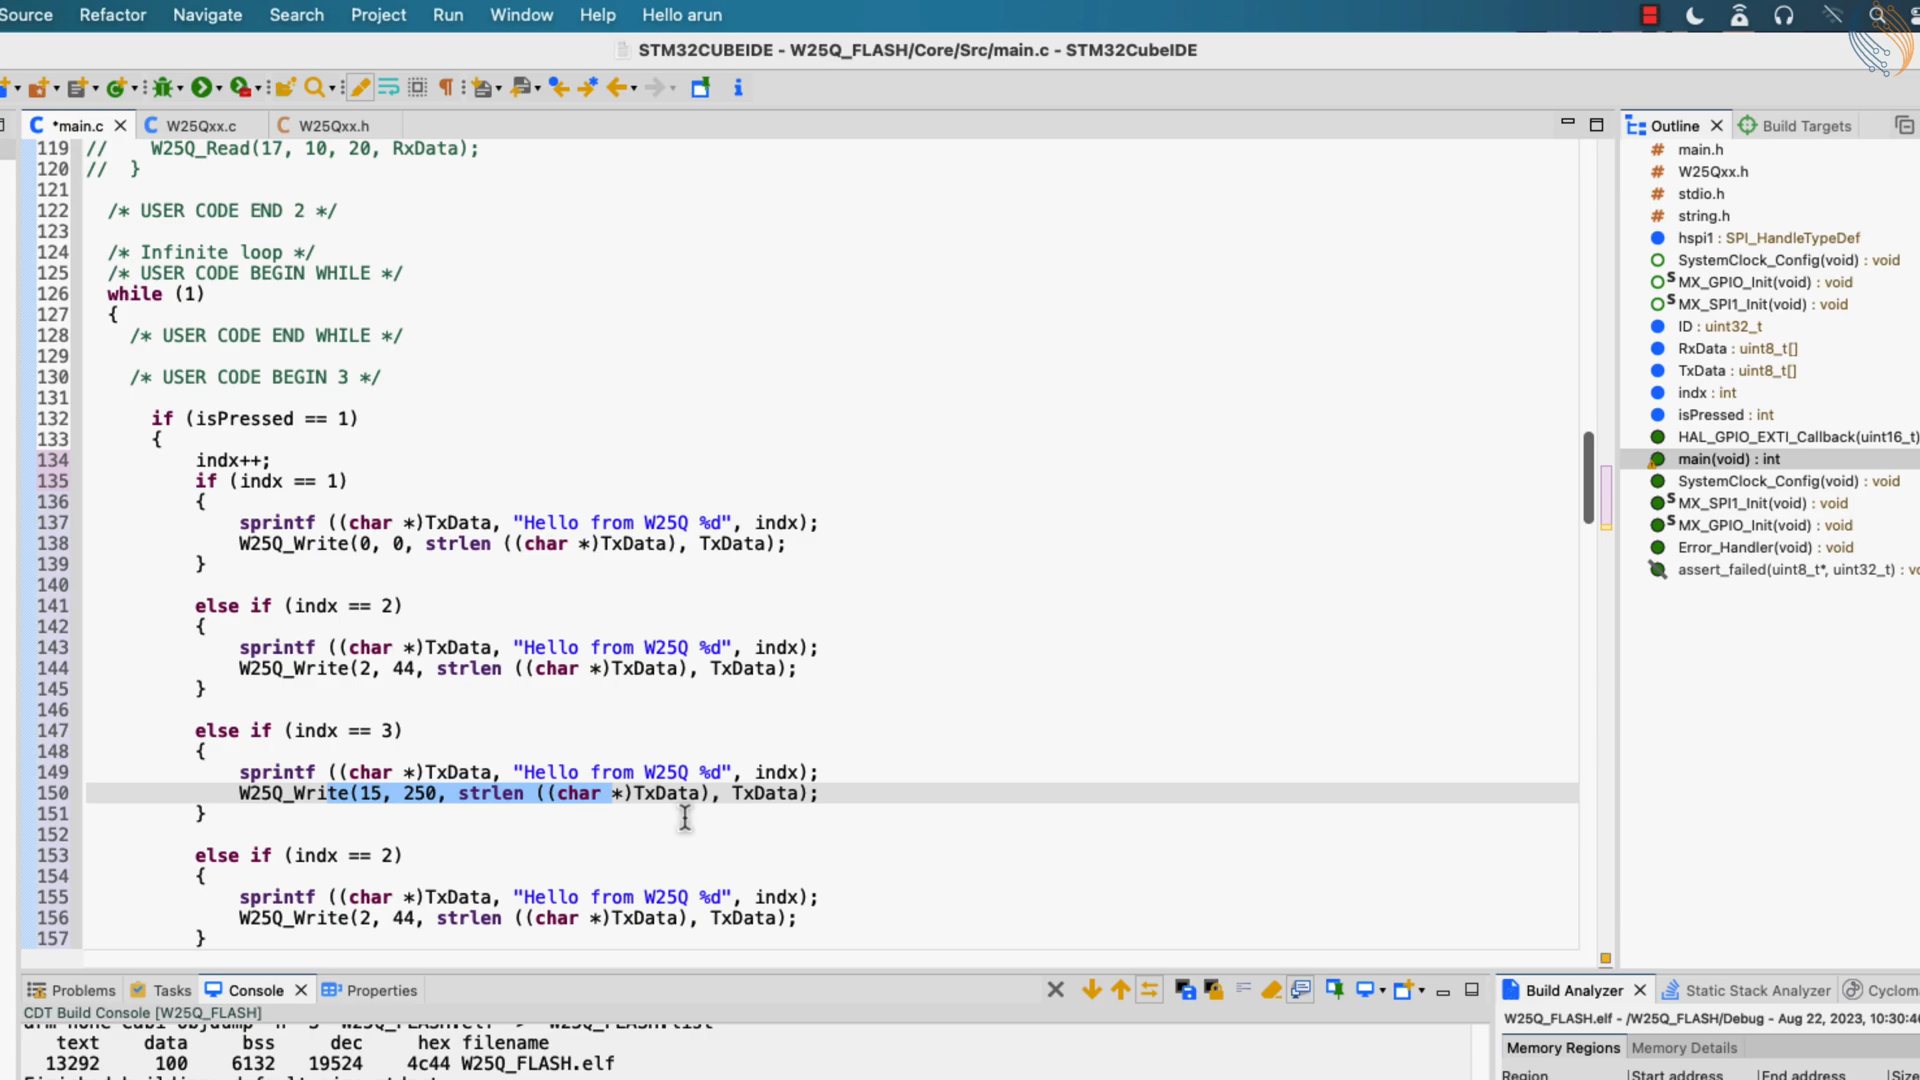 Source Refactor Navigate Search Project Run Window Help Hello arun
STM32CUBEIDE - W25Q_FLASH/Core/Src/main.c - STM32CubeIDE
*main.c W25Qxx.c W25Qxx.h
119 // W25Q_Read(17, 10, 20, RxData);
120 // }
121
122 /* USER CODE END 2 */
123
124 /* Infinite loop */
125 /* USER CODE BEGIN WHILE */
126 while (1)
127 {
128 /* USER CODE END WHILE */
129
130 /* USER CODE BEGIN 3 */
131
132 if (isPressed == 1)
133 {
134 indx++;
135 if (indx == 1)
136 {
137 sprintf ((char *)TxData, "Hello from W25Q %d", indx);
138 W25Q_Write(0, 0, strlen ((char *)TxData), TxData);
139 }
140
141 else if (indx == 2)
142 {
143 sprintf ((char *)TxData, "Hello from W25Q %d", indx);
144 W25Q_Write(2, 44, strlen ((char *)TxData), TxData);
145 }
146
147 else if (indx == 3)
148 {
149 sprintf ((char *)TxData, "Hello from W25Q %d", indx);
150 W25Q_Write(15, 250, strlen ((char *)TxData), TxData);
151 }
152
153 else if (indx == 2)
154 {
155 sprintf ((char *)TxData, "Hello from W25Q %d", indx);
156 W25Q_Write(2, 44, strlen ((char *)TxData), TxData);
157 }
Outline Build Targets
main.h
W25Qxx.h
stdio.h
string.h
hspi1 : SPI_HandleTypeDef
SystemClock_Config(void) : void
S MX_GPIO_Init(void) : void
S MX_SPI1_Init(void) : void
ID : uint32_t
RxData : uint8_t[]
TxData : uint8_t[]
indx : int
isPressed : int
HAL_GPIO_EXTI_Callback(uint16_t)
main(void) : int
SystemClock_Config(void) : void
S MX_SPI1_Init(void) : void
S MX_GPIO_Init(void) : void
Error_Handler(void) : void
assert_failed(uint8_t*, uint32_t) : vo
Problems Tasks Console Properties
CDT Build Console [W25Q_FLASH]
text data bss dec hex filename
13292 100 6132 19524 4c44 W25Q_FLASH.elf
Build Analyzer Static Stack Analyzer Cyclom
W25Q_FLASH.elf - /W25Q_FLASH/Debug - Aug 22, 2023, 10:30:46
Memory Regions Memory Details
Region Start address End address Size